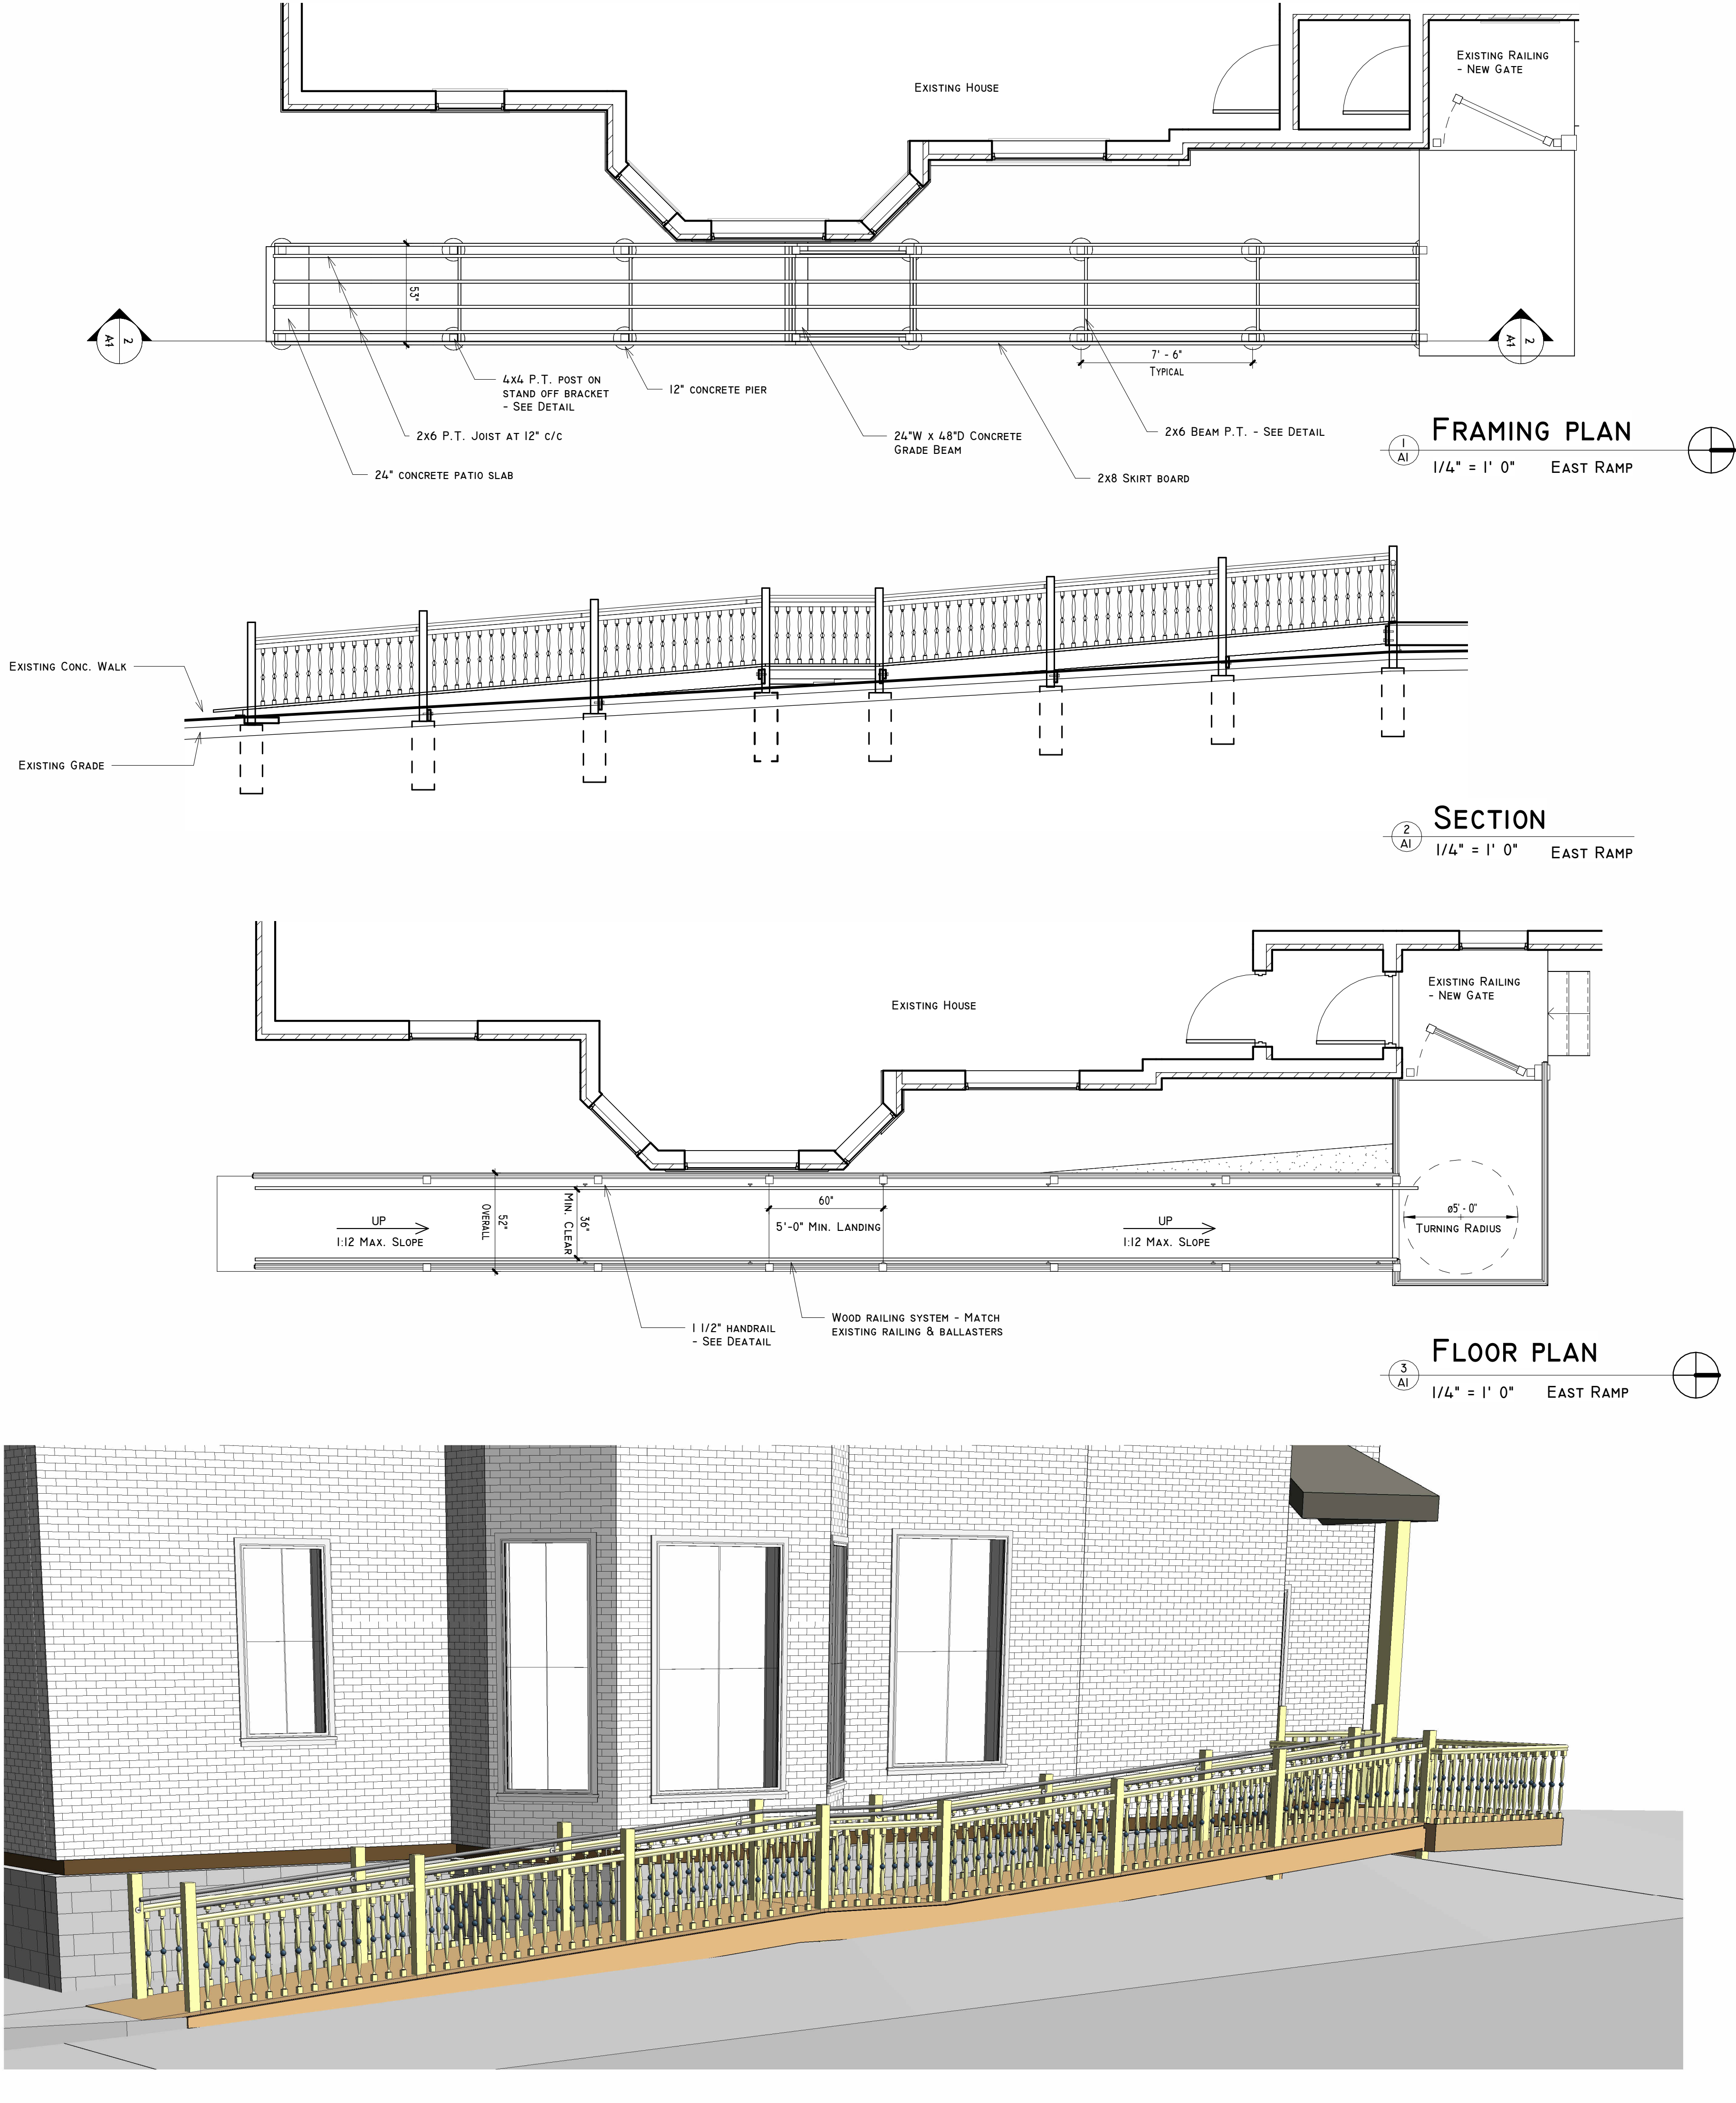 Existing House
Existing Railing
- New Gate
53"
2
A1
2
A1
7' - 6"
Typical
4x4 P.T. post on
stand off bracket
- See Detail
12" concrete pier
2x6 P.T. Joist at 12" c/c
24"W x 48"D Concrete
Grade Beam
2x6 Beam P.T. - See Detail
24" concrete patio slab
2x8 Skirt board
1
A1
Framing plan
1/4" = 1' 0" East Ramp
Existing Conc. Walk
Existing Grade
2
A1
Section
1/4" = 1' 0" East Ramp
Existing House
Existing Railing
- New Gate
UP
1:12 Max. Slope
52"
Overall
36"
Min. Clear
60"
5'-0" Min. Landing
UP
1:12 Max. Slope
ø5' - 0"
Turning Radius
1 1/2" handrail
- See Deatail
Wood railing system - Match
existing railing & ballasters
3
A1
Floor plan
1/4" = 1' 0" East Ramp